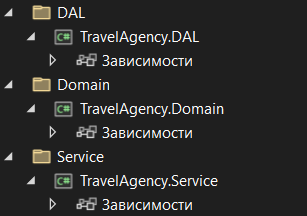 DAL
C# TravelAgency.DAL
Зависимости
Domain
C# TravelAgency.Domain
Зависимости
Service
C# TravelAgency.Service
Зависимости